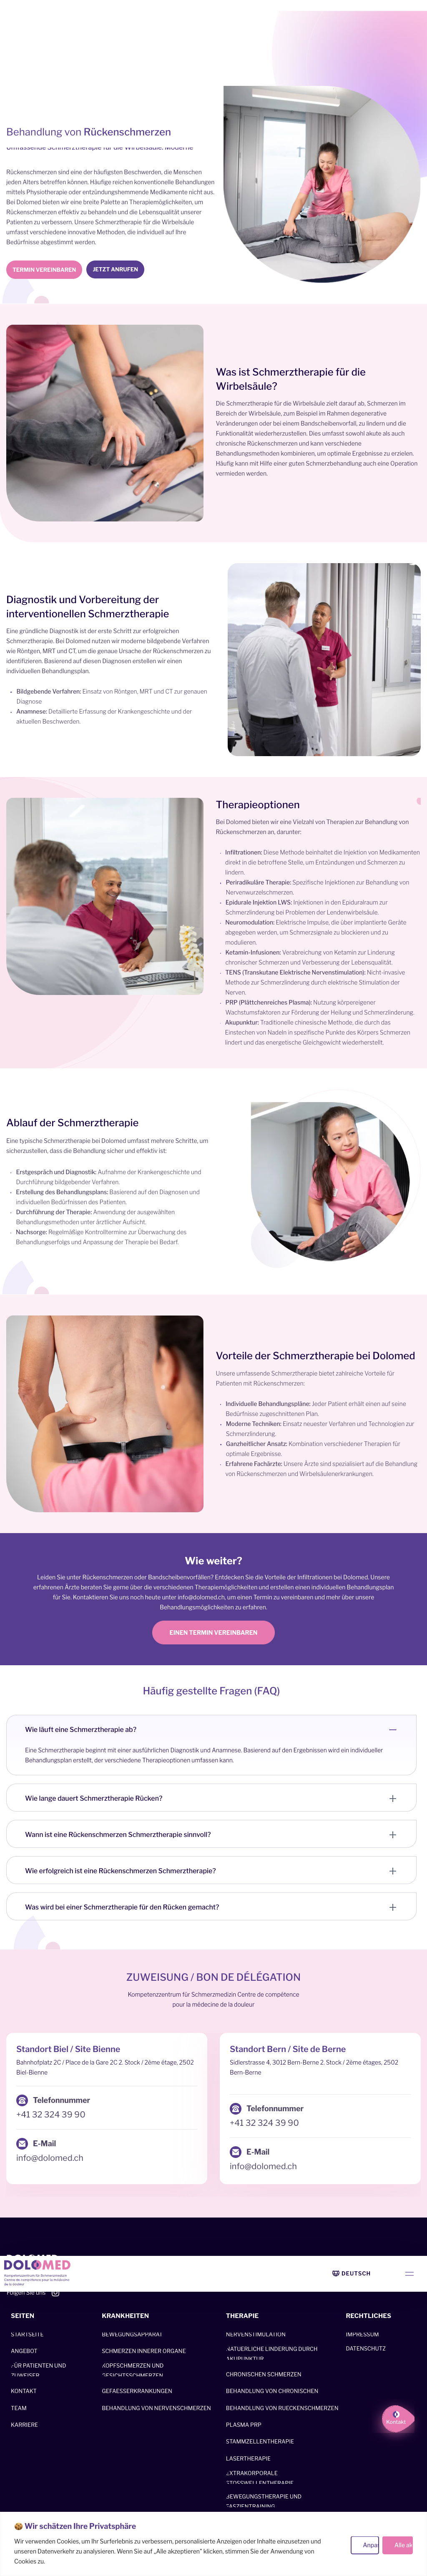 Behandlung von Rückenschmerzen
Umfassende Schmerztherapie für die Wirbelsäule: Moderne
Rückenschmerzen sind eine der häufigsten Beschwerden, die Menschen
jeden Alters betreffen können. Häufige reichen konventionelle Behandlungen
mittels Physiotherapie oder entzündungshemmende Medikamente nicht aus.
Bei Dolomed bieten wir eine breite Palette an Therapiemöglichkeiten, um
Rückenschmerzen effektiv zu behandeln und die Lebensqualität unserer
Patienten zu verbessern. Unsere Schmerztherapie für die Wirbelsäule
umfasst verschiedene innovative Methoden, die individuell auf Ihre
Bedürfnisse abgestimmt werden.
TERMIN VEREINBAREN
JETZT ANRUFEN
Was ist Schmerztherapie für die
Wirbelsäule?
Die Schmerztherapie für die Wirbelsäule zielt darauf ab, Schmerzen im
Bereich der Wirbelsäule, zum Beispiel im Rahmen degenerative
Veränderungen oder bei einem Bandscheibenvorfall, zu lindern und die
Funktionalität wiederherzustellen. Dies umfasst sowohl akute als auch
chronische Rückenschmerzen und kann verschiedene
Behandlungsmethoden kombinieren, um optimale Ergebnisse zu erzielen.
Häufig kann mit Hilfe einer guten Schmerzbehandlung auch eine Operation
vermieden werden.
Diagnostik und Vorbereitung der
interventionellen Schmerztherapie
Eine gründliche Diagnostik ist der erste Schritt zur erfolgreichen
Schmerztherapie. Bei Dolomed nutzen wir moderne bildgebende Verfahren
wie Röntgen, MRT und CT, um die genaue Ursache der Rückenschmerzen zu
identifizieren. Basierend auf diesen Diagnosen erstellen wir einen
individuellen Behandlungsplan.
Bildgebende Verfahren: Einsatz von Röntgen, MRT und CT zur genauen
Diagnose.
Anamnese: Detaillierte Erfassung der Krankengeschichte und der
aktuellen Beschwerden.
Therapieoptionen
Bei Dolomed bieten wir eine Vielzahl von Therapien zur Behandlung von
Rückenschmerzen an, darunter:
Infiltrationen: Diese Methode beinhaltet die Injektion von Medikamenten
direkt in die betroffene Stelle, um Entzündungen und Schmerzen zu
lindern.
Periradikuläre Therapie: Spezifische Injektionen zur Behandlung von
Nervenwurzelschmerzen.
Epidurale Injektion LWS: Injektionen in den Epiduralraum zur
Schmerzlinderung bei Problemen der Lendenwirbelsäule.
Neuromodulation: Elektrische Impulse, die über implantierte Geräte
abgegeben werden, um Schmerzsignale zu blockieren und zu
modulieren.
Ketamin-Infusionen: Verabreichung von Ketamin zur Linderung
chronischer Schmerzen und Verbesserung der Lebensqualität.
TENS (Transkutane Elektrische Nervenstimulation): Nicht-invasive
Methode zur Schmerzlinderung durch elektrische Stimulation der
Nerven.
PRP (Plättchenreiches Plasma): Nutzung körpereigener
Wachstumsfaktoren zur Förderung der Heilung und Schmerzlinderung.
Akupunktur: Traditionelle chinesische Methode, die durch das
Einstechen von Nadeln in spezifische Punkte des Körpers Schmerzen
lindert und das energetische Gleichgewicht wiederherstellt.
Ablauf der Schmerztherapie
Eine typische Schmerztherapie bei Dolomed umfasst mehrere Schritte, um
sicherzustellen, dass die Behandlung sicher und effektiv ist:
Erstgespräch und Diagnostik: Aufnahme der Krankengeschichte und
Durchführung bildgebender Verfahren.
Erstellung des Behandlungsplans: Basierend auf den Diagnosen und
individuellen Bedürfnissen des Patienten.
Durchführung der Therapie: Anwendung der ausgewählten
Behandlungsmethoden unter ärztlicher Aufsicht.
Nachsorge: Regelmäßige Kontrolltermine zur Überwachung des
Behandlungserfolgs und Anpassung der Therapie bei Bedarf.
Vorteile der Schmerztherapie bei Dolomed
Unsere umfassende Schmerztherapie bietet zahlreiche Vorteile für
Patienten mit Rückenschmerzen:
Individuelle Behandlungspläne: Jeder Patient erhält einen auf seine
Bedürfnisse zugeschnittenen Plan.
Moderne Techniken: Einsatz neuester Verfahren und Technologien zur
Schmerzlinderung.
Ganzheitlicher Ansatz: Kombination verschiedener Therapien für
optimale Ergebnisse.
Erfahrene Fachärzte: Unsere Ärzte sind spezialisiert auf die Behandlung
von Rückenschmerzen und Wirbelsäulenerkrankungen.
Wie weiter?
Leiden Sie unter Rückenschmerzen oder Bandscheibenvorfällen? Entdecken Sie die Vorteile der Infiltrationen bei Dolomed. Unsere
erfahrenen Ärzte beraten Sie gerne über die verschiedenen Therapiemöglichkeiten und erstellen einen individuellen Behandlungsplan
für Sie. Kontaktieren Sie uns noch heute unter info@dolomed.ch, um einen Termin zu vereinbaren und mehr über unsere
Behandlungsmöglichkeiten zu erfahren.
EINEN TERMIN VEREINBAREN
Häufig gestellte Fragen (FAQ)
Wie läuft eine Schmerztherapie ab?
Eine Schmerztherapie beginnt mit einer ausführlichen Diagnostik und Anamnese. Basierend auf den Ergebnissen wird ein individueller
Behandlungsplan erstellt, der verschiedene Therapieoptionen umfassen kann.
Wie lange dauert Schmerztherapie Rücken?
Wann ist eine Rückenschmerzen Schmerztherapie sinnvoll?
Wie erfolgreich ist eine Rückenschmerzen Schmerztherapie?
Was wird bei einer Schmerztherapie für den Rücken gemacht?
ZUWEISUNG / BON DE DÉLÉGATION
Kompetenzzentrum für Schmerzmedizin Centre de compétence
pour la médecine de la douleur
Standort Biel / Site Bienne
Bahnhofplatz 2C / Place de la Gare 2C 2. Stock / 2ème étage, 2502
Biel-Bienne
Telefonnummer
+41 32 324 39 90
E-Mail
info@dolomed.ch
Standort Bern / Site de Berne
Sidlerstrasse 4, 3012 Bern-Berne 2. Stock / 2ème étages, 2502
Bern-Berne
Telefonnummer
+41 32 324 39 90
E-Mail
info@dolomed.ch
DOLOMED
Kompetenzzentrum für Schmerzmedizin
Centre de compétence pour la médecine
de la douleur
DEUTSCH
Folgen Sie uns
SEITEN
STARTSEITE
ANGEBOT
FÜR PATIENTEN UND
ZUWEISER
KONTAKT
TEAM
KARRIERE
KRANKHEITEN
BEWEGUNGSAPPARAT
SCHMERZEN INNERER ORGANE
KOPFSCHMERZEN UND
GESICHTSSCHMERZEN
GEFAESSERKRANKUNGEN
BEHANDLUNG VON NERVENSCHMERZEN
THERAPIE
NERVENSTIMULATION
NATUERLICHE LINDERUNG DURCH
AKUPUNKTUR
CHRONISCHEN SCHMERZEN
BEHANDLUNG VON CHRONISCHEN
BEHANDLUNG VON RUECKENSCHMERZEN
PLASMA PRP
STAMMZELLENTHERAPIE
LASERTHERAPIE
EXTRAKORPORALE
STOSSWELLENTHERAPIE
BEWEGUNGSTHERAPIE UND
FASZIENTRAINING
RECHTLICHES
IMPRESSUM
DATENSCHUTZ
Kontakt
Wir schätzen Ihre Privatsphäre
Wir verwenden Cookies, um Ihr Surferlebnis zu verbessern, personalisierte Anzeigen oder Inhalte einzusetzen und
unseren Datenverkehr zu analysieren. Wenn Sie auf „Alle akzeptieren" klicken, stimmen Sie der Anwendung von
Cookies zu.
Anpa
Alle ak